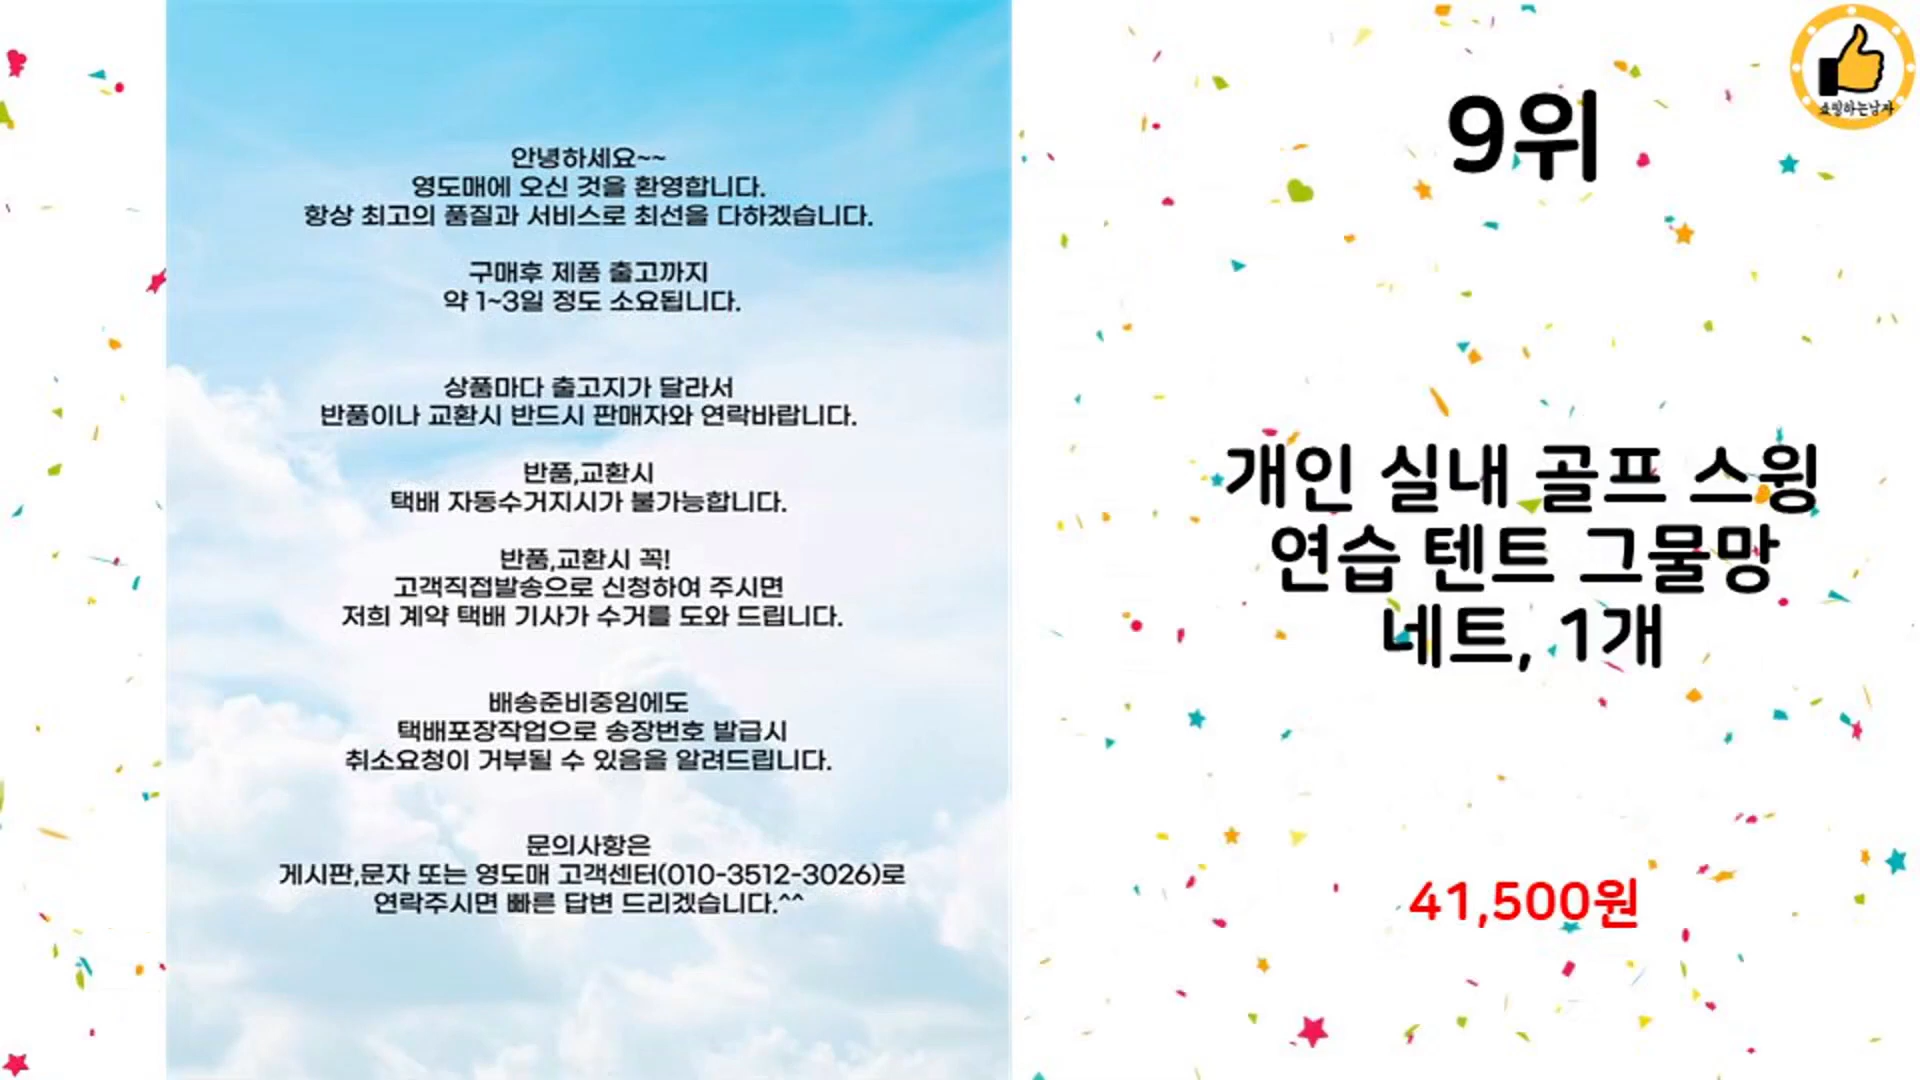 안녕하세요~~
영도매에 오신 것을 환영합니다.
항상 최고의 품질과 서비스로 최선을 다하겠습니다.
구매후 제품 출고까지
약 1~3일 정도 소요됩니다.
상품마다 출고지가 달라서
반품이나 교환시 반드시 판매자와 연락바랍니다.
반품,교환시
택배 자동수거지시가 불가능합니다.
반품,교환시 꼭!
고객직접발송으로 신청하여 주시면
저희 계약 택배 기사가 수거를 도와 드립니다.
배송준비중임에도
택배포장작업으로 송장번호 발급시
취소요청이 거부될 수 있음을 알려드립니다.
문의사항은
게시판,문자 또는 영도매 고객센터(010-3512-3026)로
연락주시면 빠른 답변 드리겠습니다.^^
9위
개인 실내 골프 스윙
연습 텐트 그물망
네트, 1개
41,500원
쇼핑하는남자